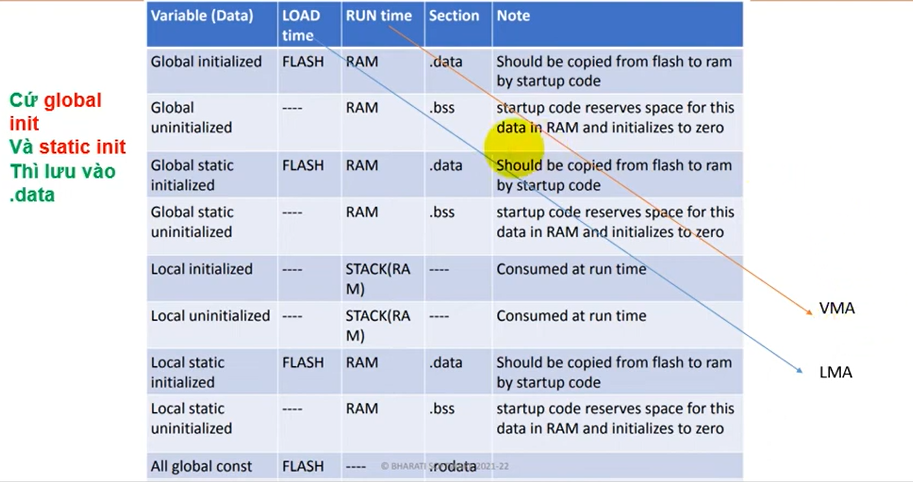 Variable (Data) LOAD time RUN time Section Note
Global initialized FLASH RAM .data Should be copied from flash to ram by startup code
Global uninitialized ---- RAM .bss startup code reserves space for this data in RAM and initializes to zero
Global static initialized FLASH RAM .data Should be copied from flash to ram by startup code
Global static uninitialized ---- RAM .bss startup code reserves space for this data in RAM and initializes to zero
Local initialized ---- STACK(RAM) ---- Consumed at run time
Local uninitialized ---- STACK(RAM) ---- Consumed at run time
Local static initialized FLASH RAM .data Should be copied from flash to ram by startup code
Local static uninitialized ---- RAM .bss startup code reserves space for this data in RAM and initializes to zero
All global const FLASH ---- .rodata
© BHARATI 2021-22
Cứ global
init
Và static init
Thì lưu vào
.data
VMA
LMA